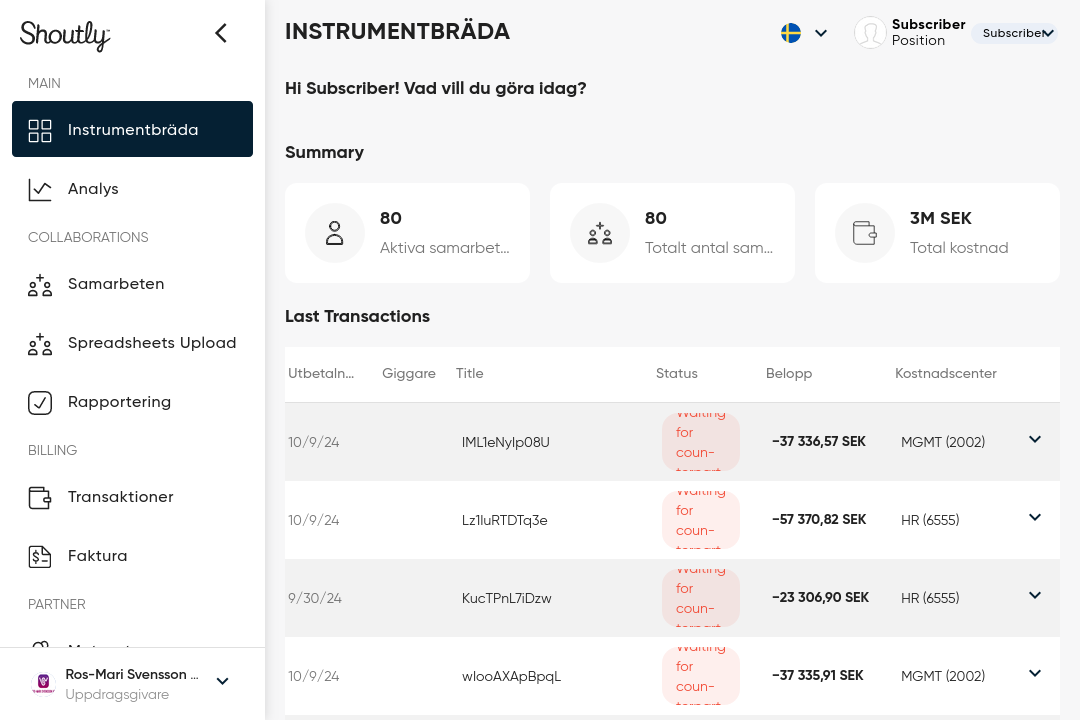 Shoutly
MAIN
Instrumentbräda
Analys
COLLABORATIONS
Samarbeten
Spreadsheets Upload
Rapportering
BILLING
Transaktioner
Faktura
PARTNER
Ros-Mari Svensson ...
Uppdragsgivare
INSTRUMENTBRÄDA
Subscriber
Position
Subscriber
Hi Subscriber! Vad vill du göra idag?
Summary
80
Aktiva samarbet...
80
Totalt antal sam...
3M SEK
Total kostnad
Last Transactions
Utbetaln... Giggare Title Status Belopp Kostnadscenter
Waiting
for
10/9/24 IML1eNylp08U −37 336,57 SEK MGMT (2002)
coun-
terpart
Waiting
for
10/9/24 Lz1IuRTDTq3e −57 370,82 SEK HR (6555)
coun-
terpart
Waiting
for
9/30/24 KucTPnL7iDzw −23 306,90 SEK HR (6555)
coun-
terpart
Waiting
for
10/9/24 wIooAXApBpqL −37 335,91 SEK MGMT (2002)
coun-
terpart